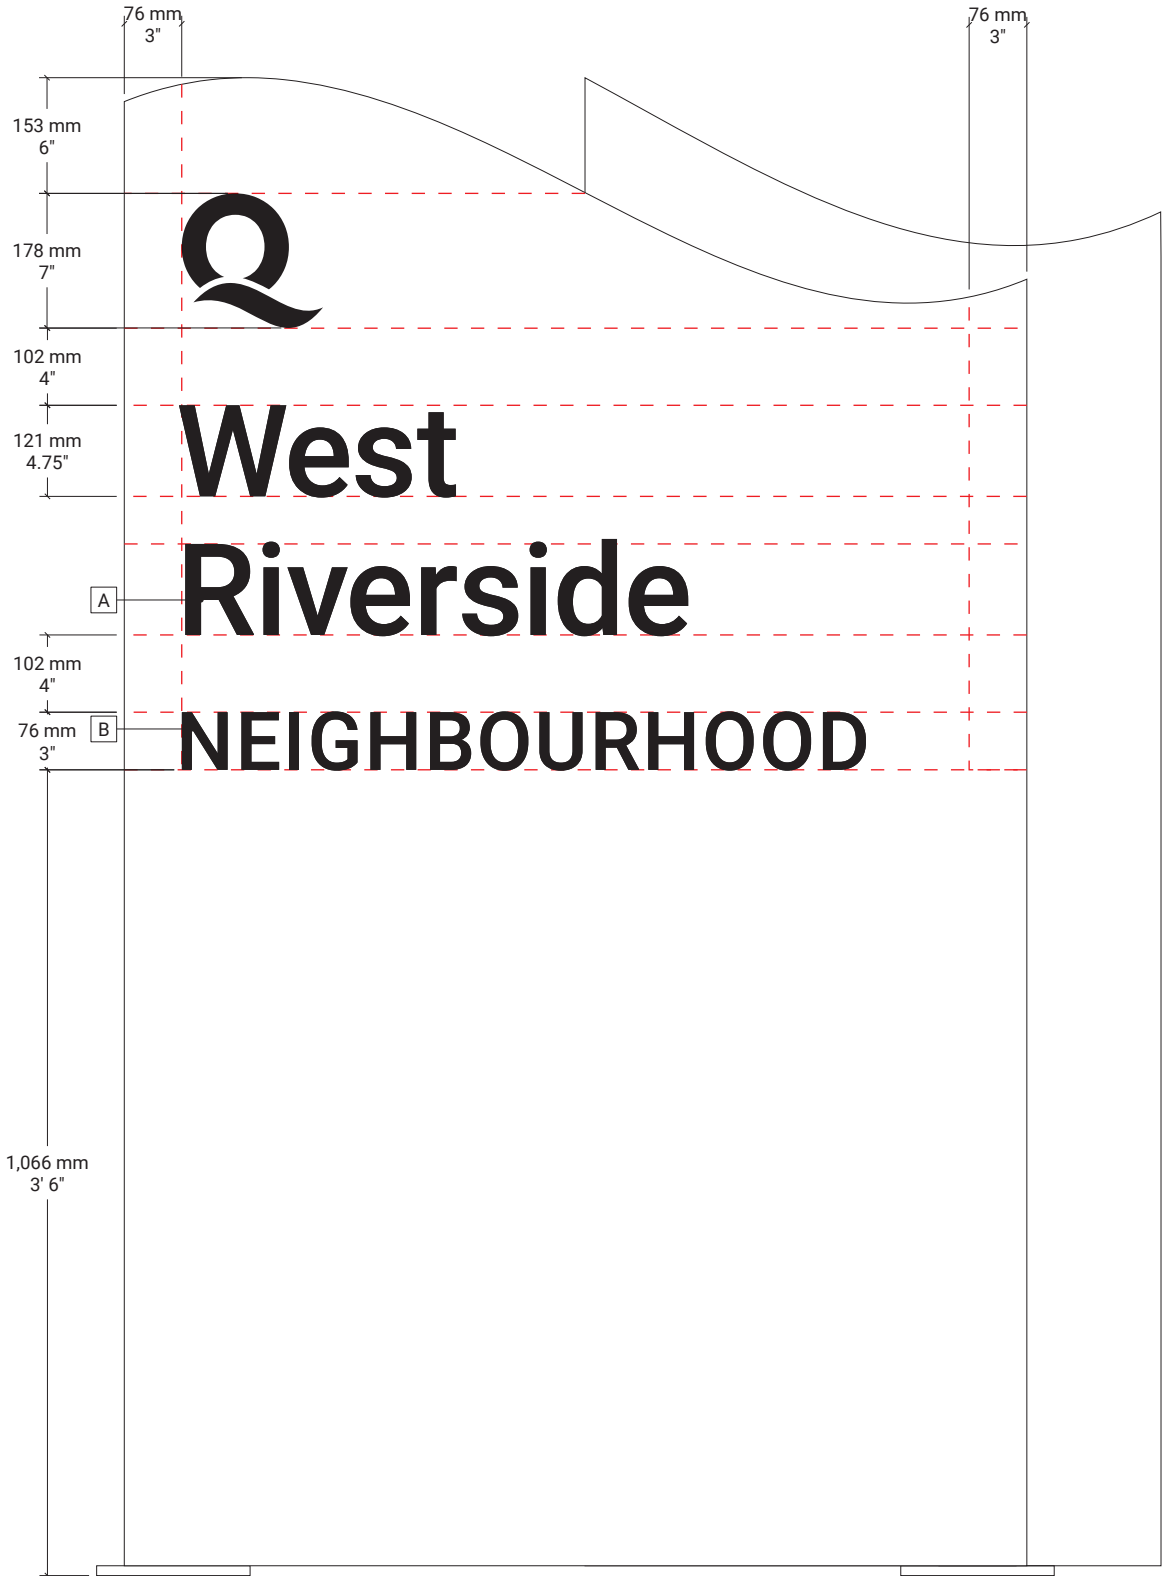 76 mm
3"
76 mm
3"
153 mm
6"
178 mm
7"
102 mm
4"
West
121 mm
4.75"
Riverside
A
102 mm
4"
NEIGHBOURHOOD
B
76 mm
3"
1,066 mm
3' 6"